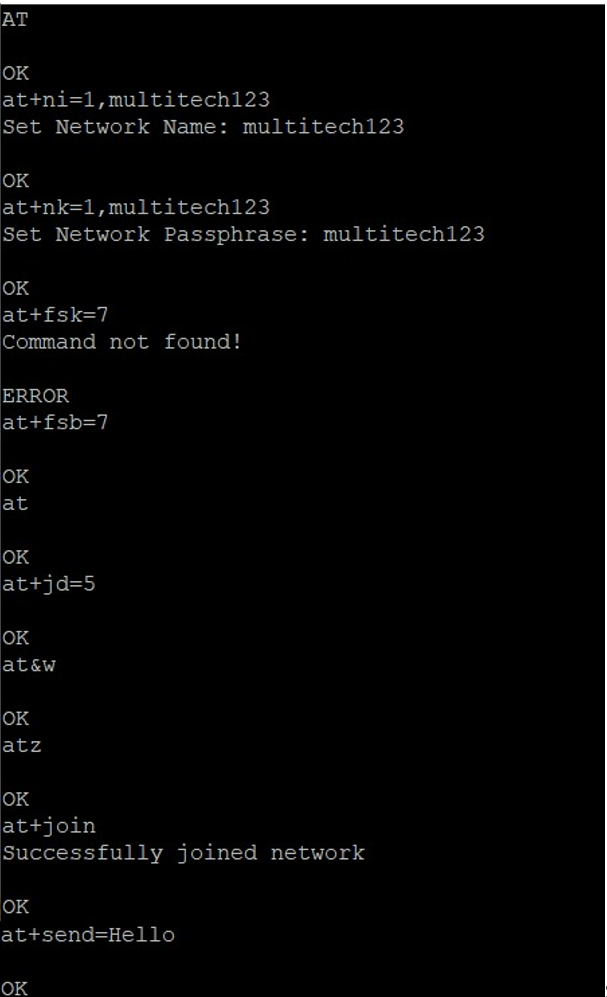 AT
OK
at+ni=1,multitech123
Set Network Name: multitech123
OK
at+nk=1,multitech123
Set Network Passphrase: multitech123
OK
at+fsk=7
Command not found!
ERROR
at+fsb=7
OK
at
OK
at+jd=5
OK
at&w
OK
atz
OK
at+join
Successfully joined network
OK
at+send=Hello
OK